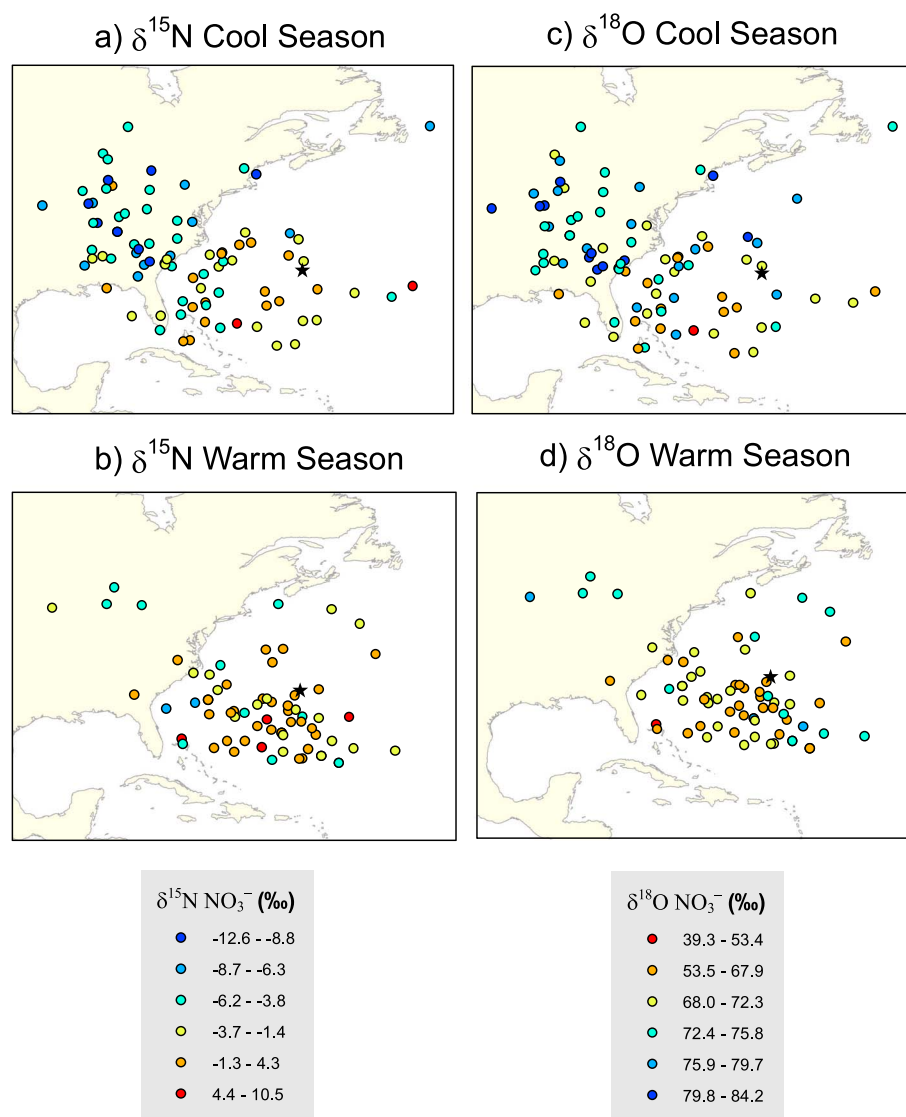 a) δ¹⁵N Cool Season
c) δ¹⁸O Cool Season
b) δ¹⁵N Warm Season
d) δ¹⁸O Warm Season
δ¹⁵N NO₃⁻ (‰)
-12.6 - -8.8
-8.7 - -6.3
-6.2 - -3.8
-3.7 - -1.4
-1.3 - 4.3
4.4 - 10.5
δ¹⁸O NO₃⁻ (‰)
39.3 - 53.4
53.5 - 67.9
68.0 - 72.3
72.4 - 75.8
75.9 - 79.7
79.8 - 84.2